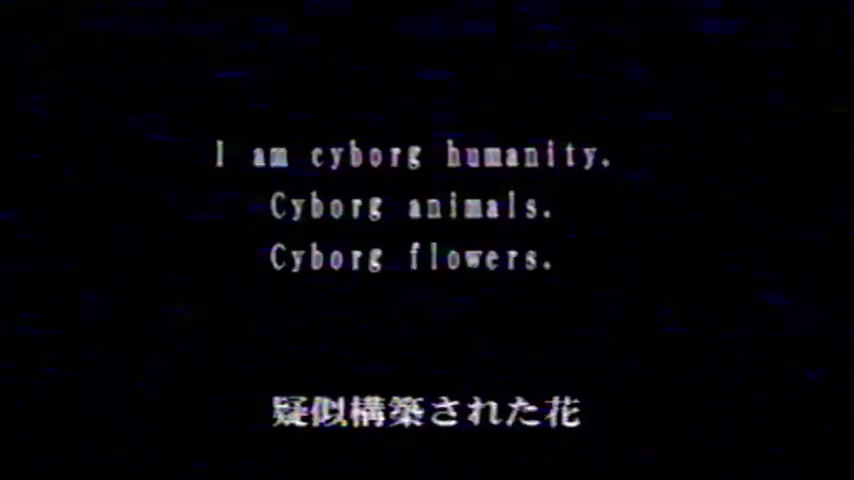 I am cyborg humanity.
Cyborg animals.
Cyborg flowers.
疑似構築された花